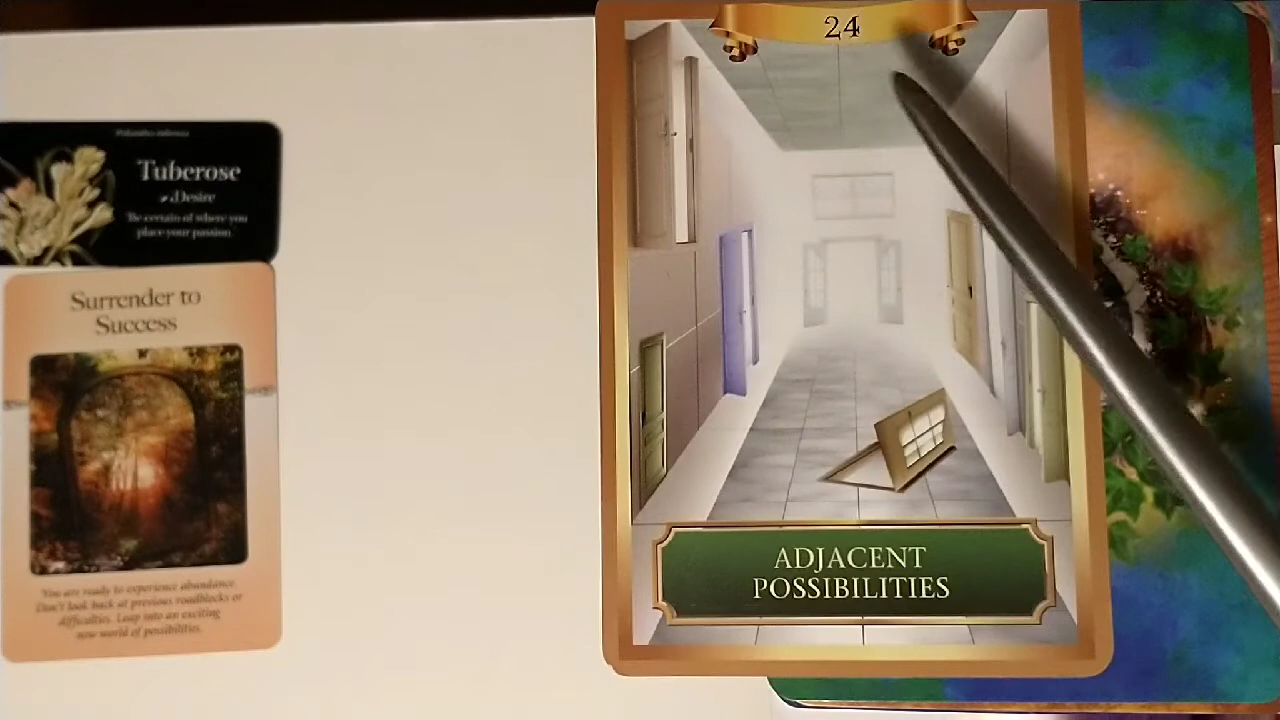 Tuberose
Desire
Be certain of where you
place your passion.
Surrender to
Success
You are ready to experience abundance.
Don't look back at previous roadblocks or
difficulties. Leap into an exciting
new world of possibilities.
24
ADJACENT
POSSIBILITIES